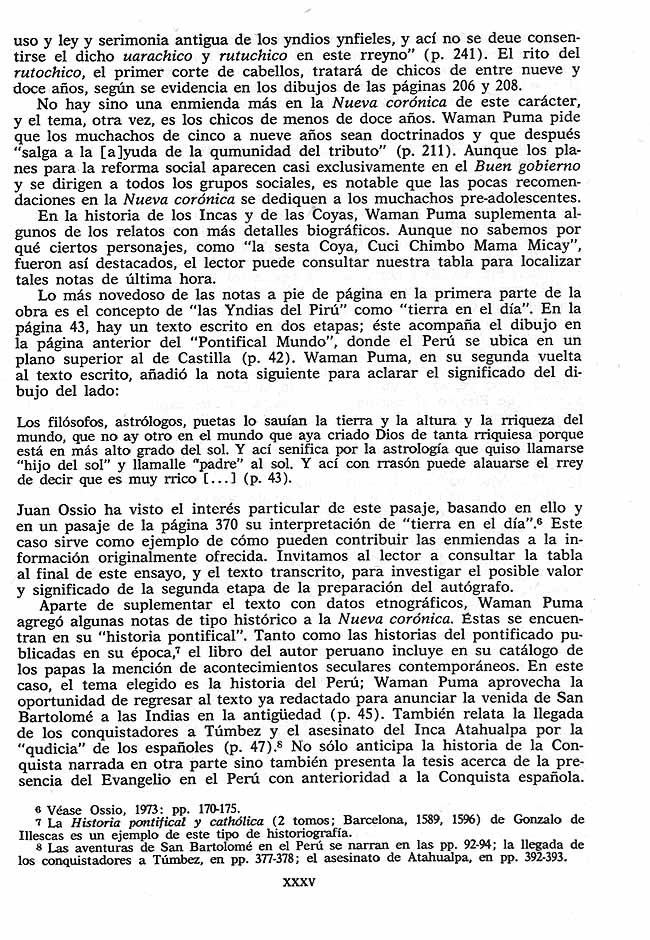 uso y ley y serimonia antigua de los yndios ynfieles, y ací no se deue consen-
tirse el dicho uarachico y rutuchico en este rreyno” (p. 241). El rito del
rutochico, el primer corte de cabellos, tratará de chicos de entre nueve y
doce años, según se evidencia en los dibujos de las páginas 206 y 208.
No hay sino una enmienda más en la Nueva corónica de este carácter,
y el tema, otra vez, es los chicos de menos de doce años. Waman Puma pide
que los muchachos de cinco a nueve años sean doctrinados y que después
“salga a la [a]yuda de la qumunidad del tributo” (p. 211). Aunque los pla-
nes para la reforma social aparecen casi exclusivamente en el Buen gobierno
y se dirigen a todos los grupos sociales, es notable que las pocas recomen-
daciones en la Nueva corónica se dediquen a los muchachos pre-adolescentes.
En la historia de los Incas y de las Coyas, Waman Puma suplementa al-
gunos de los relatos con más detalles biográficos. Aunque no sabemos por
qué ciertos personajes, como “la sesta Coya, Cuci Chimbo Mama Micay”,
fueron así destacados, el lector puede consultar nuestra tabla para localizar
tales notas de última hora.
Lo más novedoso de las notas a pie de página en la primera parte de la
obra es el concepto de “las Yndias del Pirú” como “tierra en el día”. En la
página 43, hay un texto escrito en dos etapas; éste acompaña el dibujo en
la página anterior del “Pontifical Mundo”, donde el Perú se ubica en un
plano superior al de Castilla (p. 42). Waman Puma, en su segunda vuelta
al texto escrito, añadió la nota siguiente para aclarar el significado del di-
bujo del lado:
Los filósofos, astrólogos, puetas lo sauían la tierra y la altura y la rriqueza del
mundo, que no ay otro en el mundo que aya criado Dios de tanta rriquiesa porque
está en más alto grado del sol. Y ací senifica por la astrología que quiso llamarse
“hijo del sol” y llamalle “padre” al sol. Y ací con rrasón puede alauarse el rrey
de decir que es muy rrico [...] (p. 43).
Juan Ossio ha visto el interés particular de este pasaje, basando en ello y
en un pasaje de la página 370 su interpretación de “tierra en el día”.6 Este
caso sirve como ejemplo de cómo pueden contribuir las enmiendas a la in-
formación originalmente ofrecida. Invitamos al lector a consultar la tabla
al final de este ensayo, y el texto transcrito, para investigar el posible valor
y significado de la segunda etapa de la preparación del autógrafo.
Aparte de suplementar el texto con datos etnográficos, Waman Puma
agregó algunas notas de tipo histórico a la Nueva corónica. Éstas se encuen-
tran en su “historia pontifical”. Tanto como las historias del pontificado pu-
blicadas en su época,7 el libro del autor peruano incluye en su catálogo de
los papas la mención de acontecimientos seculares contemporáneos. En este
caso, el tema elegido es la historia del Perú; Waman Puma aprovecha la
oportunidad de regresar al texto ya redactado para anunciar la venida de San
Bartolomé a las Indias en la antigüedad (p. 45). También relata la llegada
de los conquistadores a Túmbez y el asesinato del Inca Atahualpa por la
“qudicia” de los españoles (p. 47).8 No sólo anticipa la historia de la Con-
quista narrada en otra parte sino también presenta la tesis acerca de la pre-
sencia del Evangelio en el Perú con anterioridad a la Conquista española.
6 Véase Ossio, 1973: pp. 170-175.
7 La Historia pontifical y cathólica (2 tomos; Barcelona, 1589, 1596) de Gonzalo de
Illescas es un ejemplo de este tipo de historiografía.
8 Las aventuras de San Bartolomé en el Perú se narran en las pp. 92-94; la llegada de
los conquistadores a Túmbez, en pp. 377-378; el asesinato de Atahualpa, en pp. 392-393.
XXXV